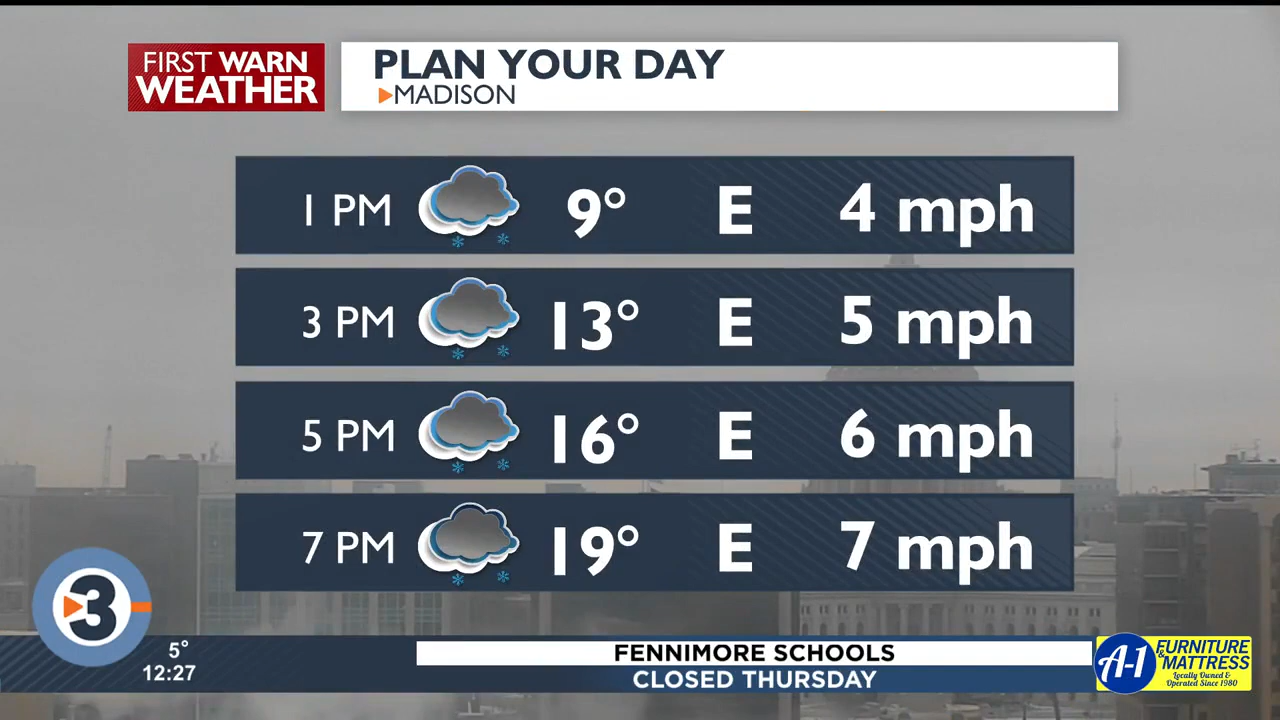 FIRST WARN
WEATHER
PLAN YOUR DAY
MADISON
1 PM 9° E 4 mph
3 PM 13° E 5 mph
5 PM 16° E 6 mph
7 PM 19° E 7 mph
3
5°
12:27
FENNIMORE SCHOOLS
CLOSED THURSDAY
A-1
FURNITURE
& MATTRESS
Locally Owned &
Operated Since 1980